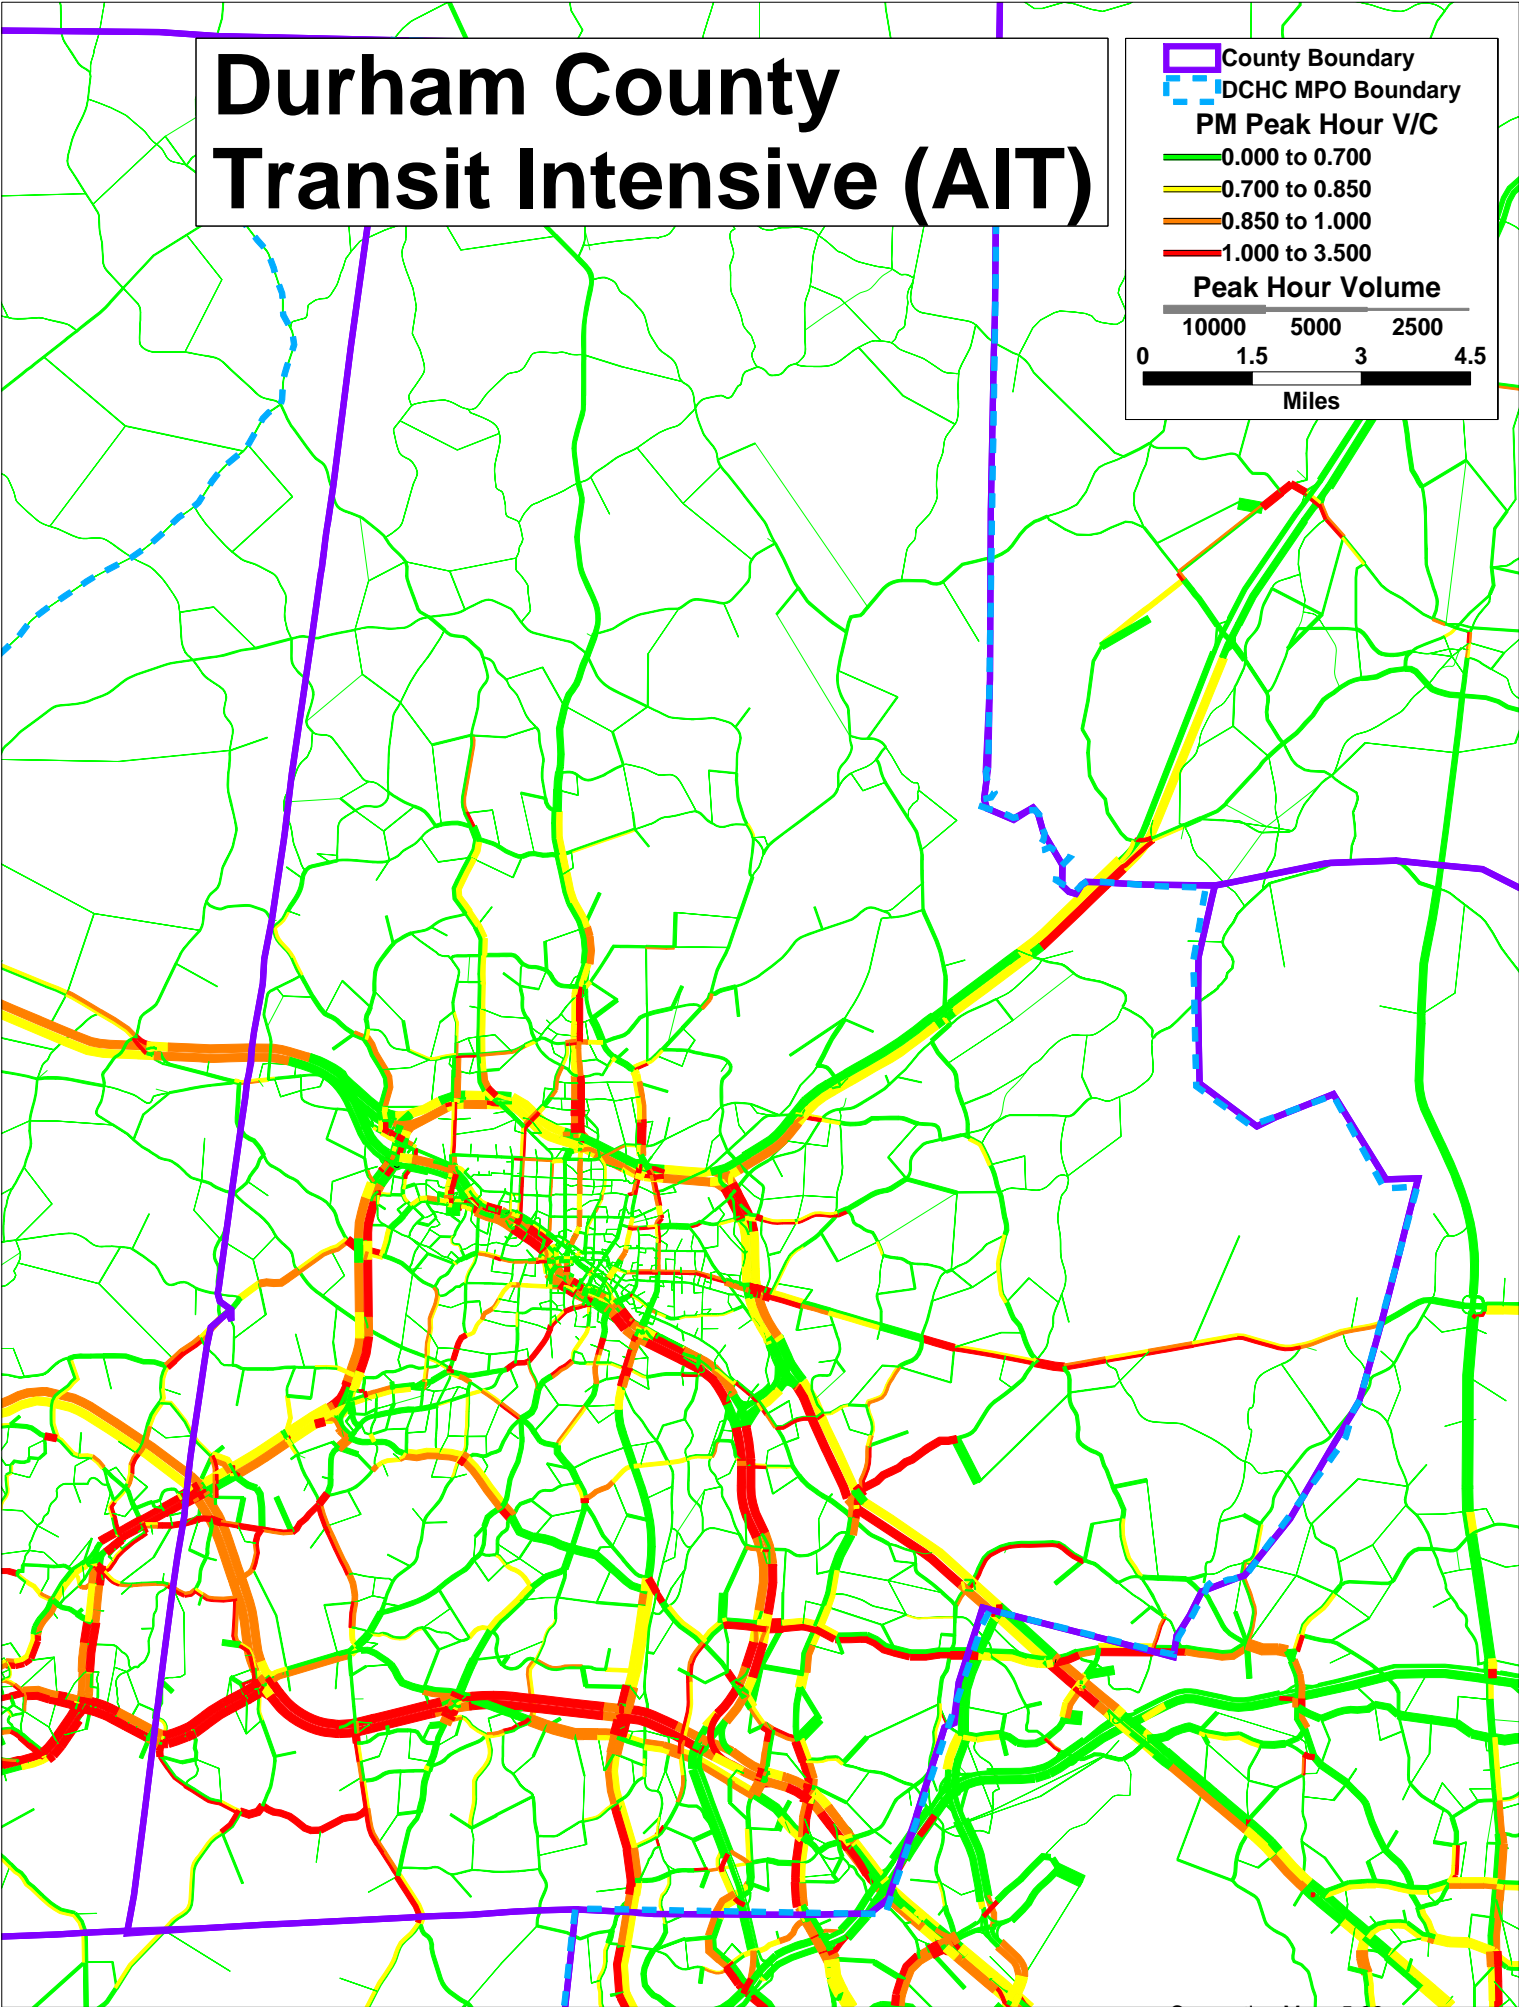 Durham County
Transit Intensive (AIT)
County Boundary
DCHC MPO Boundary
PM Peak Hour V/C
0.000 to 0.700
0.700 to 0.850
0.850 to 1.000
1.000 to 3.500
Peak Hour Volume
10000 5000 2500
0 1.5 3 4.5
Miles